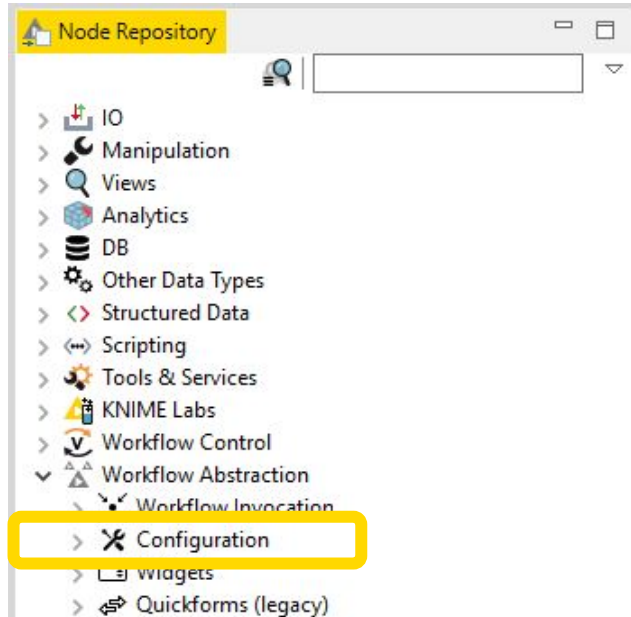 Node Repository
IO
Manipulation
Views
Analytics
DB
Other Data Types
Structured Data
Scripting
Tools & Services
KNIME Labs
Workflow Control
Workflow Abstraction
Workflow Invocation
Configuration
Widgets
Quickforms (legacy)